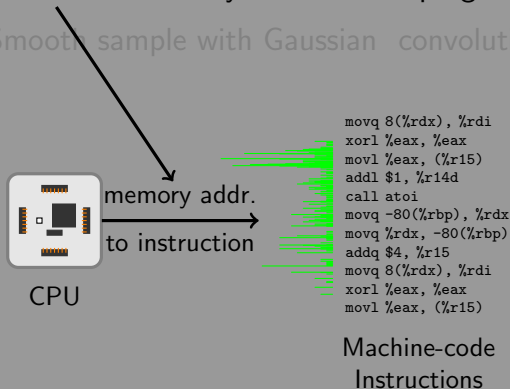 Smooth sample with Gaussian convolut
movq 8(%rdx), %rdi
xorl %eax, %eax
movl %eax, (%r15)
addl $1, %r14d
call atoi
movq -80(%rbp), %rdx
movq %rdx, -80(%rbp)
addq $4, %r15
movq 8(%rdx), %rdi
xorl %eax, %eax
movl %eax, (%r15)
memory addr.
to instruction
CPU
Machine-code
Instructions